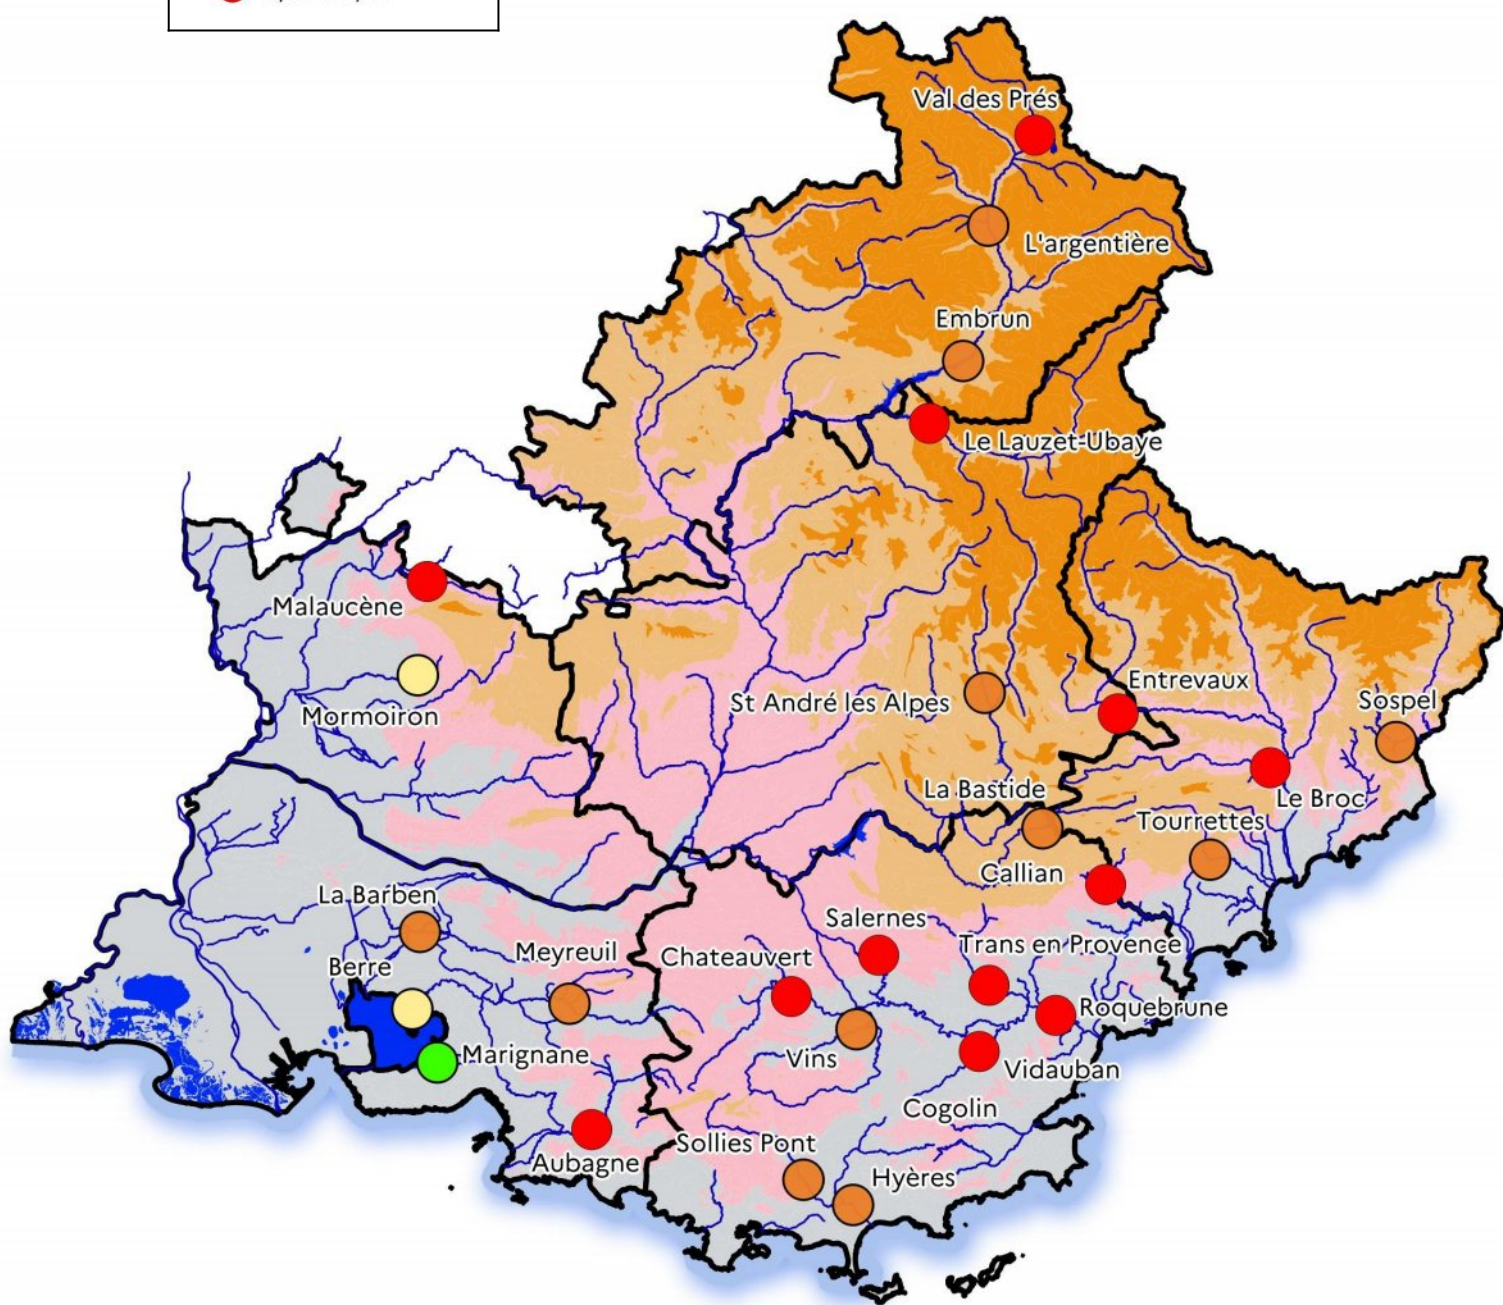 Val des Prés
L'argentière
Embrun
Le Lauzet-Ubaye
Malaucène
Mormoiron
St André les Alpes
Entrevaux
Sospel
La Bastide
Le Broc
Tourrettes
Callian
La Barben
Salernes
Meyreuil
Chateauvert
Trans en Provence
Berre
Roquebrune
Marignane
Vins
Vidauban
Cogolin
Sollies Pont
Aubagne
Hyères